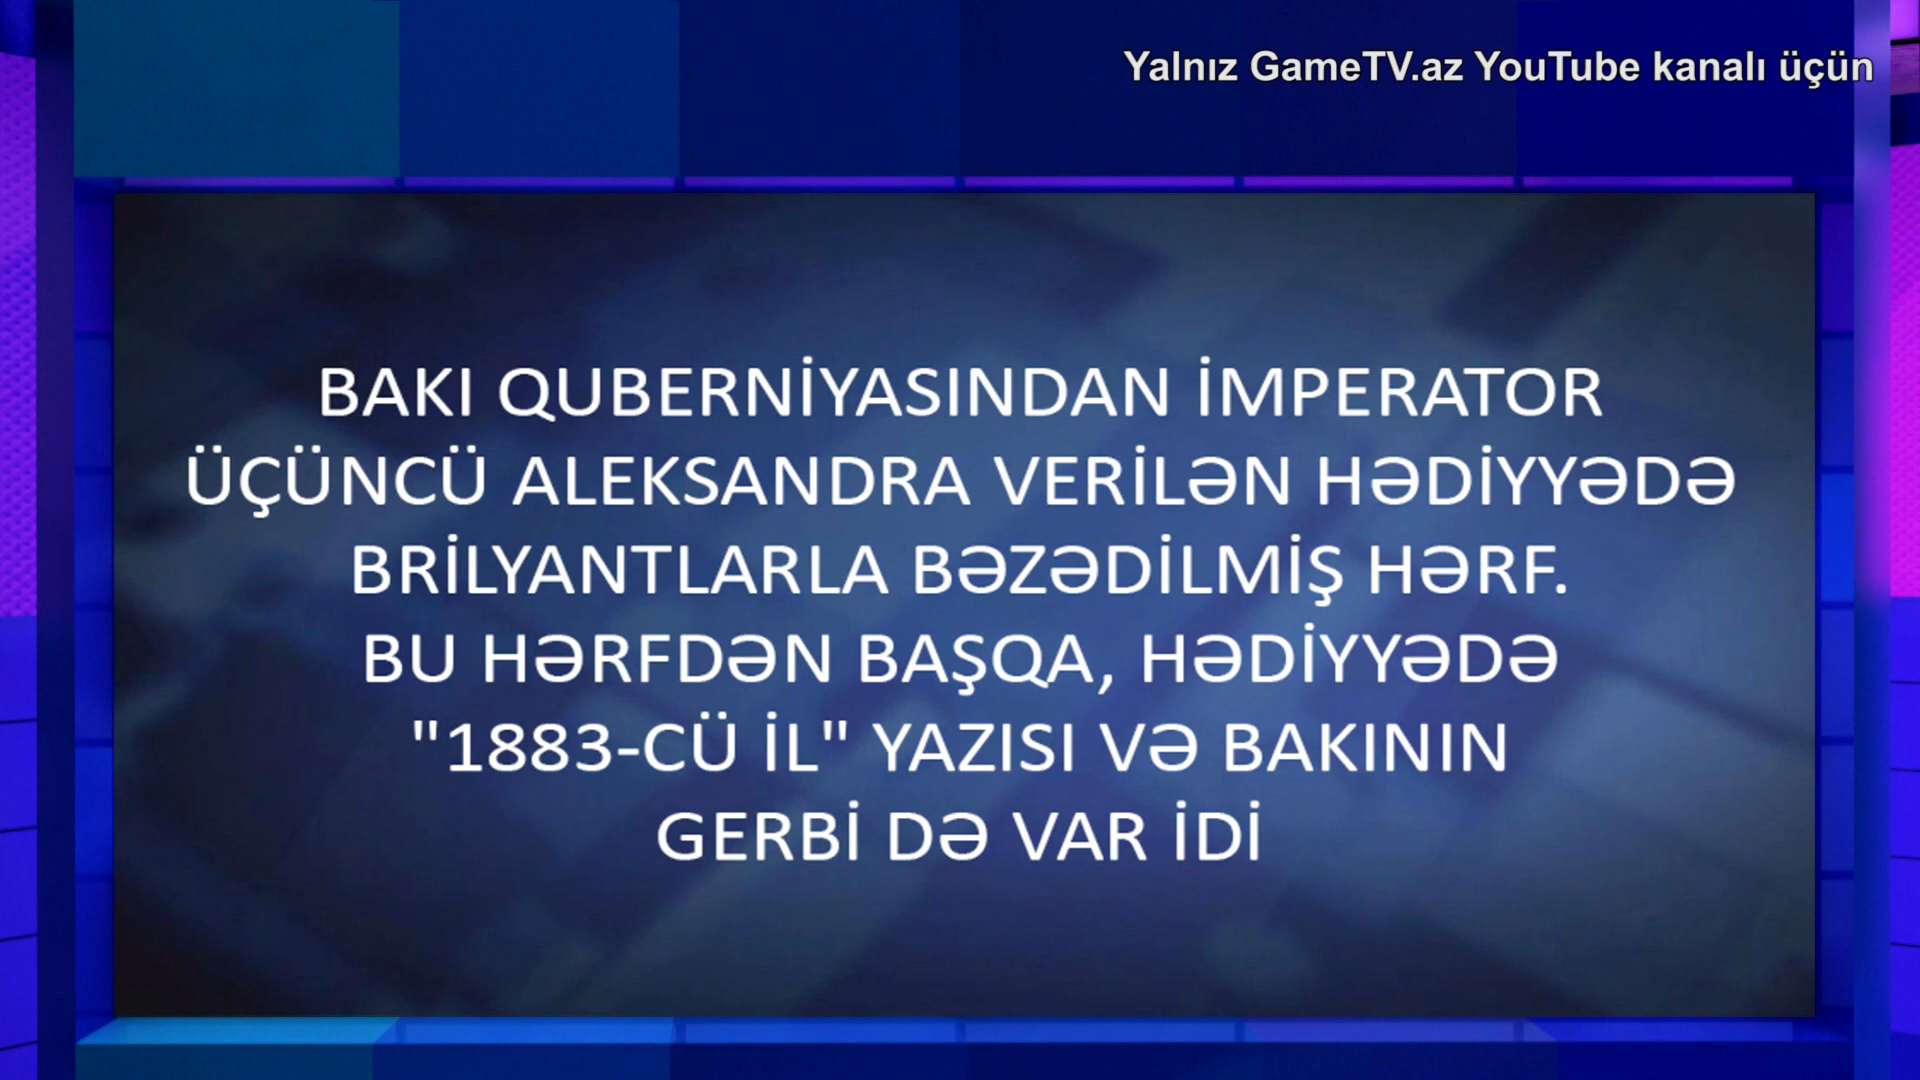 Yalnız GameTV.az YouTube kanalı üçün
BAKI QUBERNİYASINDAN İMPERATOR
ÜÇÜNCÜ ALEKSANDRA VERİLƏN HƏDİYYƏDƏ
BRİLYANTLARLA BƏZƏDİLMİŞ HƏRF.
BU HƏRFDƏN BAŞQA, HƏDİYYƏDƏ
"1883-CÜ İL" YAZISI VƏ BAKININ
GERBİ DƏ VAR İDİ